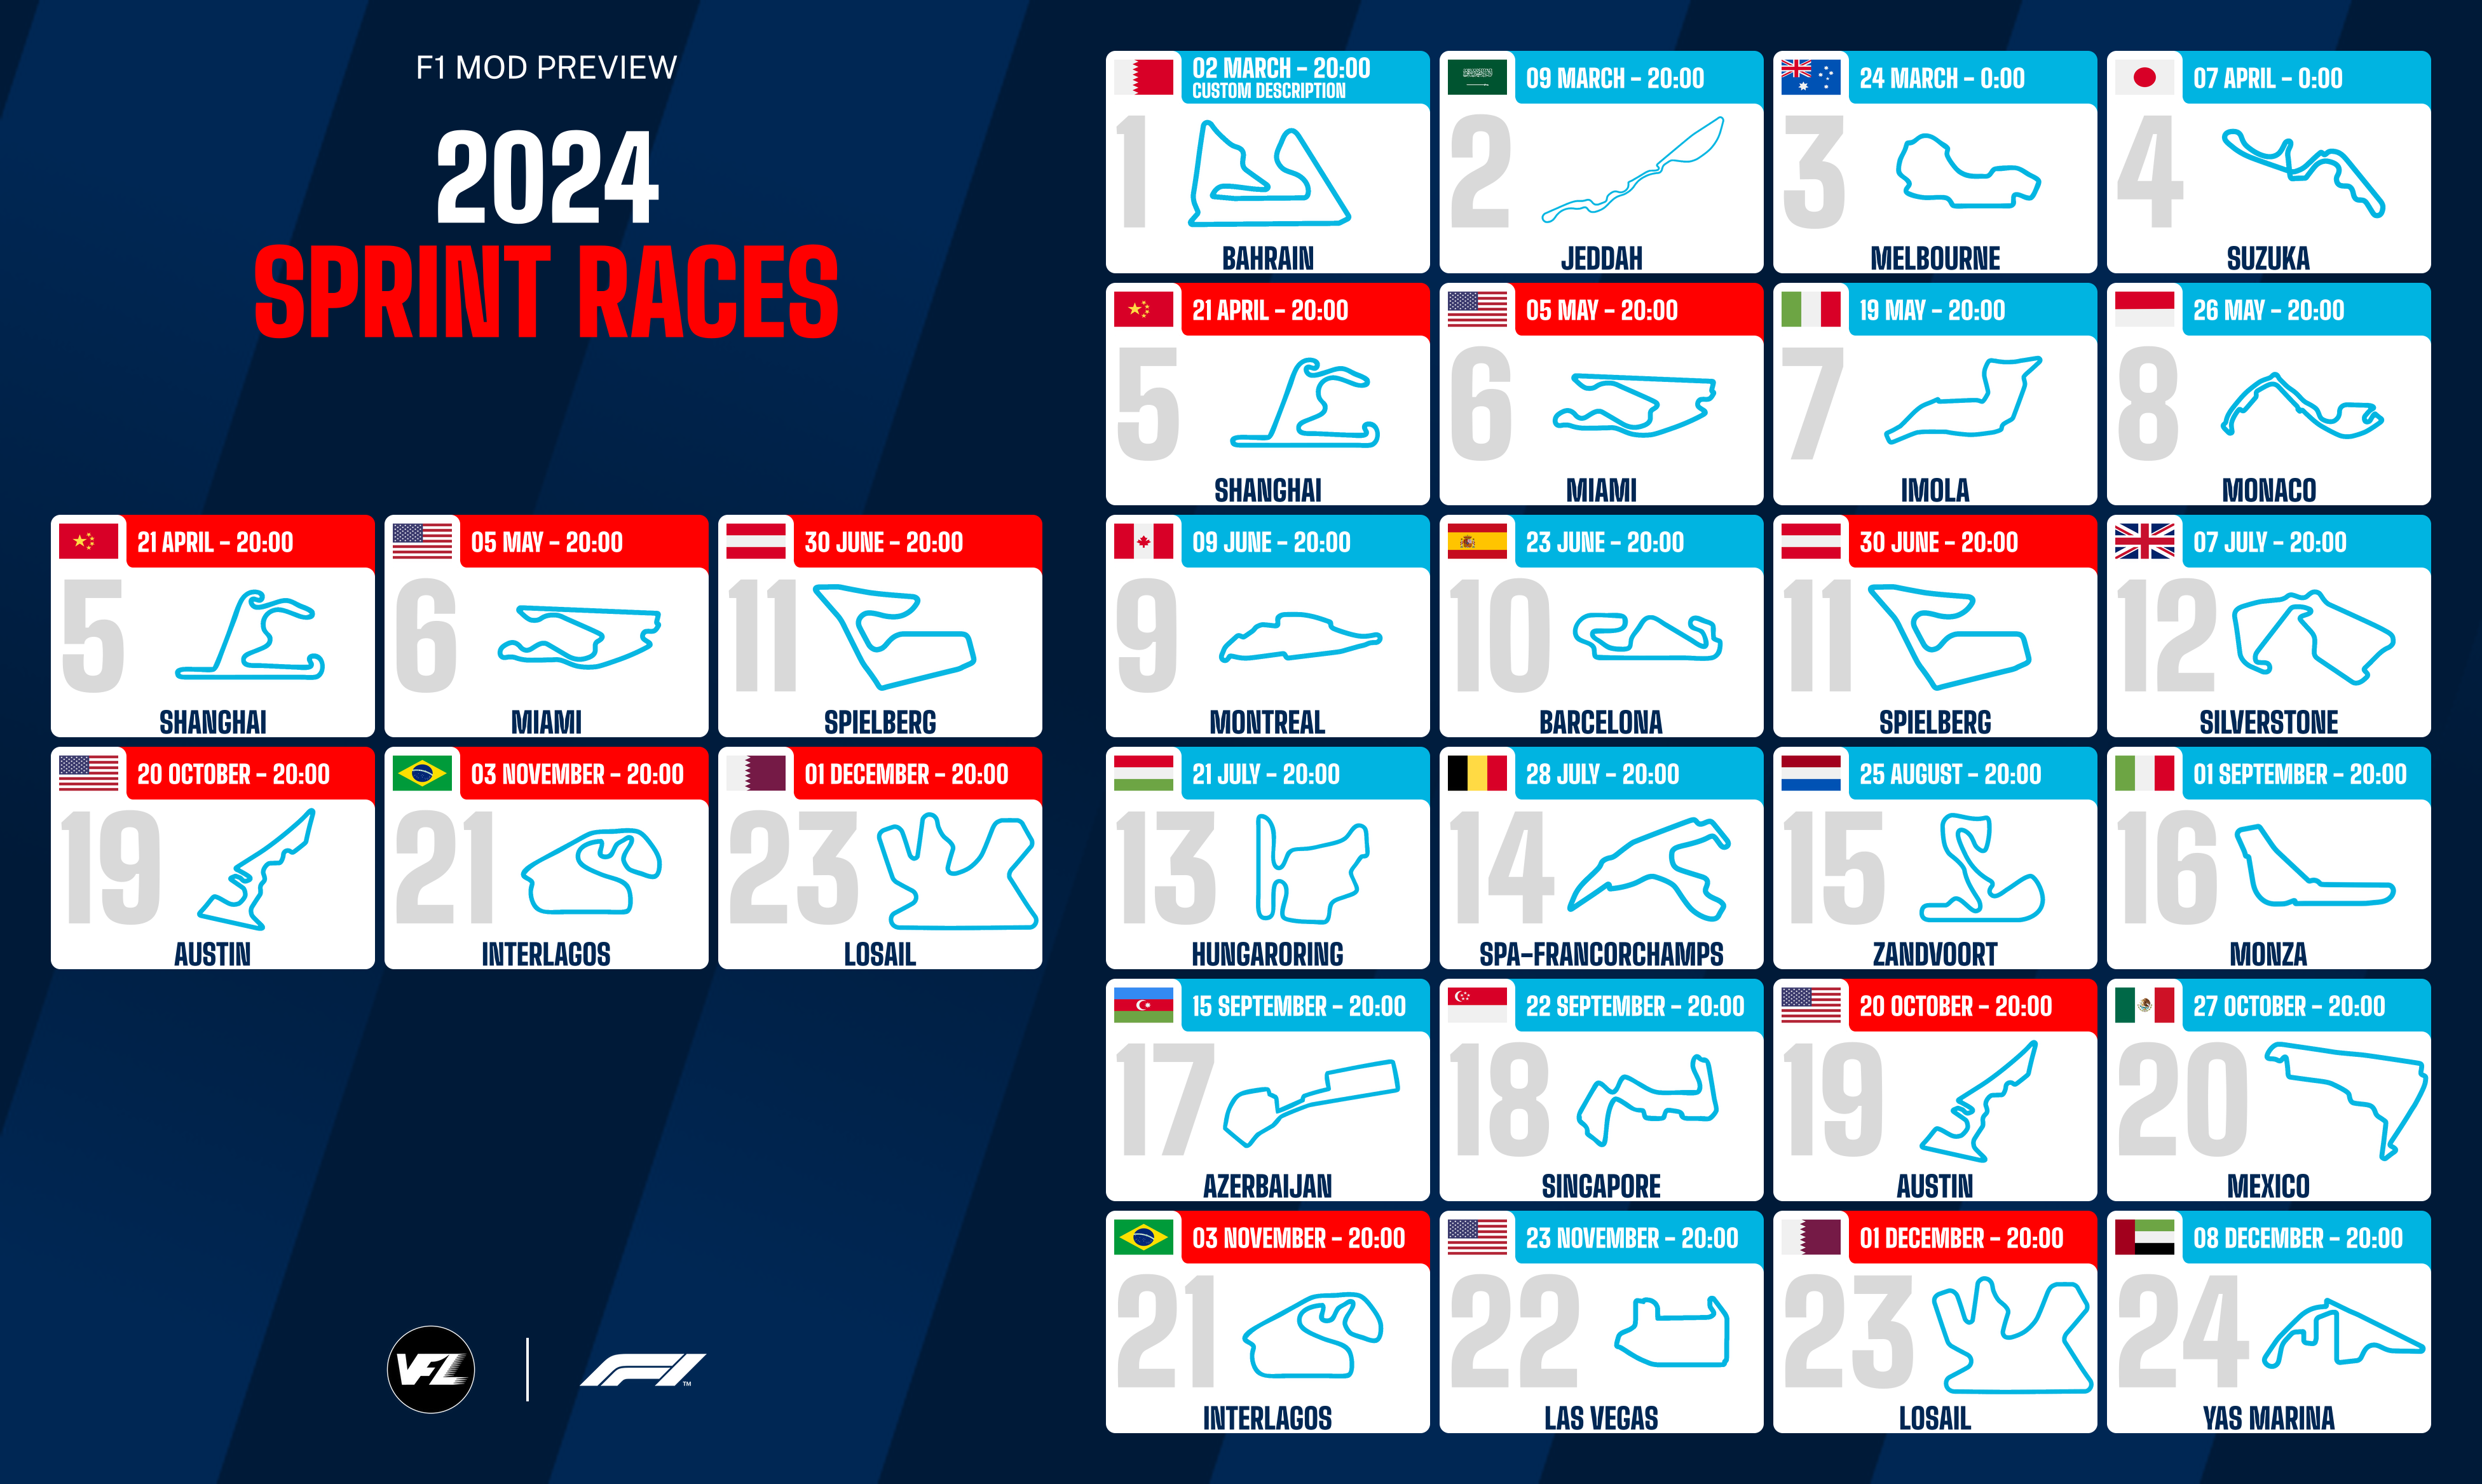 F1 MOD PREVIEW
2024
SPRINT RACES
21 APRIL – 20:00
5
SHANGHAI
05 MAY – 20:00
6
MIAMI
30 JUNE – 20:00
11
SPIELBERG
20 OCTOBER – 20:00
19
AUSTIN
03 NOVEMBER – 20:00
21
INTERLAGOS
01 DECEMBER – 20:00
23
LOSAIL
VFL
F1
TM
02 MARCH – 20:00
CUSTOM DESCRIPTION
1
BAHRAIN
09 MARCH – 20:00
2
JEDDAH
24 MARCH – 0:00
3
MELBOURNE
07 APRIL – 0:00
4
SUZUKA
21 APRIL – 20:00
5
SHANGHAI
05 MAY – 20:00
6
MIAMI
19 MAY – 20:00
7
IMOLA
26 MAY – 20:00
8
MONACO
09 JUNE – 20:00
9
MONTREAL
23 JUNE – 20:00
10
BARCELONA
30 JUNE – 20:00
11
SPIELBERG
07 JULY – 20:00
12
SILVERSTONE
21 JULY – 20:00
13
HUNGARORING
28 JULY – 20:00
14
SPA-FRANCORCHAMPS
25 AUGUST – 20:00
15
ZANDVOORT
01 SEPTEMBER – 20:00
16
MONZA
15 SEPTEMBER – 20:00
17
AZERBAIJAN
22 SEPTEMBER – 20:00
18
SINGAPORE
20 OCTOBER – 20:00
19
AUSTIN
27 OCTOBER – 20:00
20
MEXICO
03 NOVEMBER – 20:00
21
INTERLAGOS
23 NOVEMBER – 20:00
22
LAS VEGAS
01 DECEMBER – 20:00
23
LOSAIL
08 DECEMBER – 20:00
24
YAS MARINA